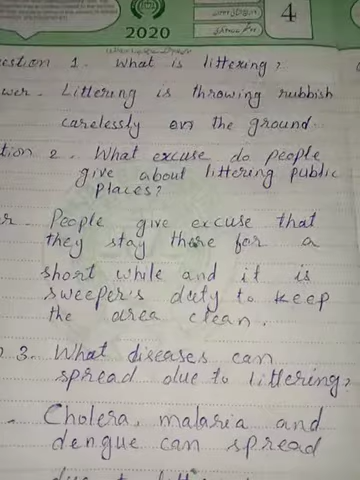 4
2020
estion 1. What is littering?
wer. Littering is throwing rubbish
carelessly on the ground.
tion 2. What excuse do people
give about littering public
places?
r. People give excuse that
they stay there for a
short while and it is
sweeper's duty to keep
the area clean.
3. What diseases can
spread due to littering?
Cholera, malaria and
dengue can spread